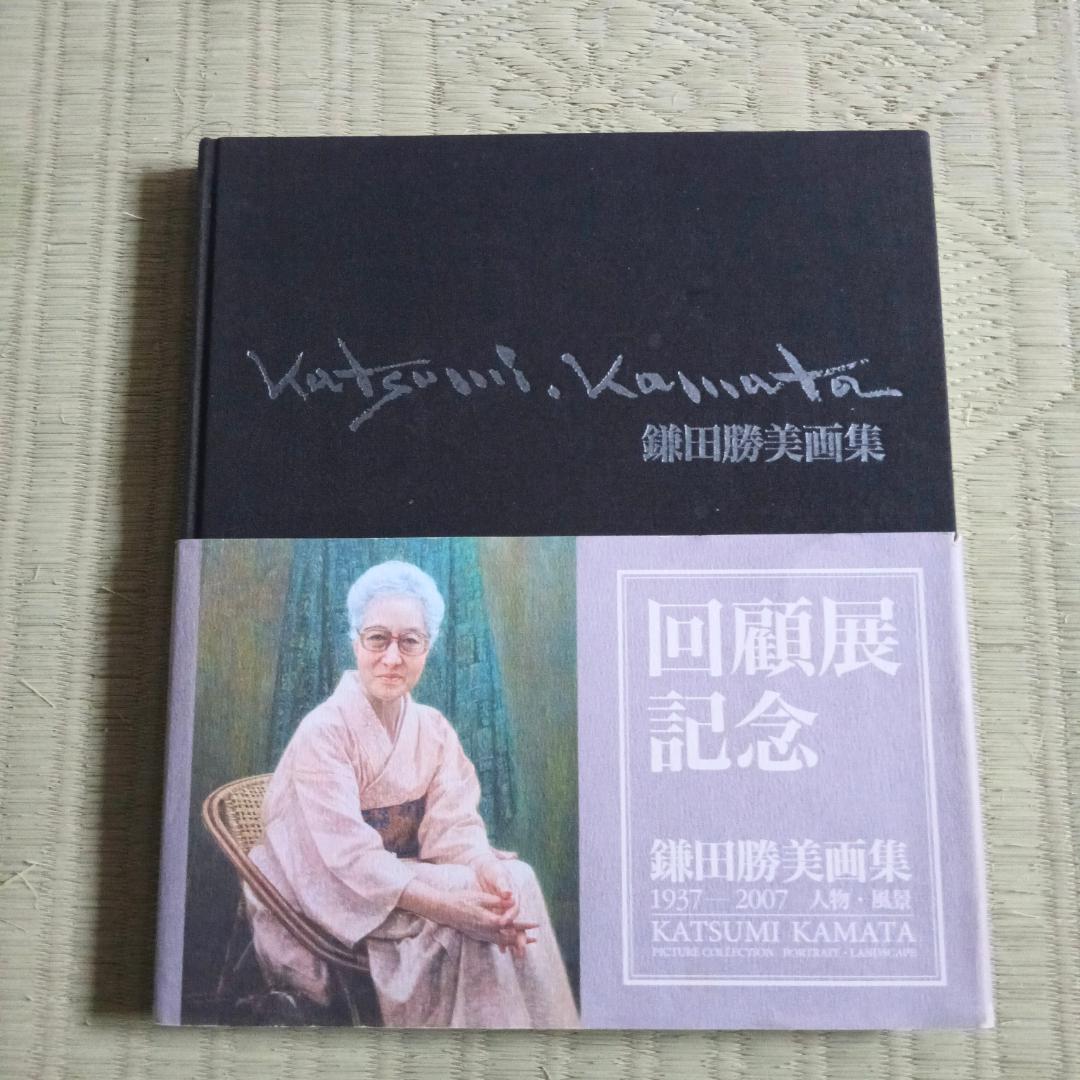 Katsumi.Kamata
鎌田勝美画集
回顧展
記念
鎌田勝美画集
1937—2007 人物・風景
KATSUMI KAMATA
PICTURE COLLECTION PORTRAIT・LANDSCAPE